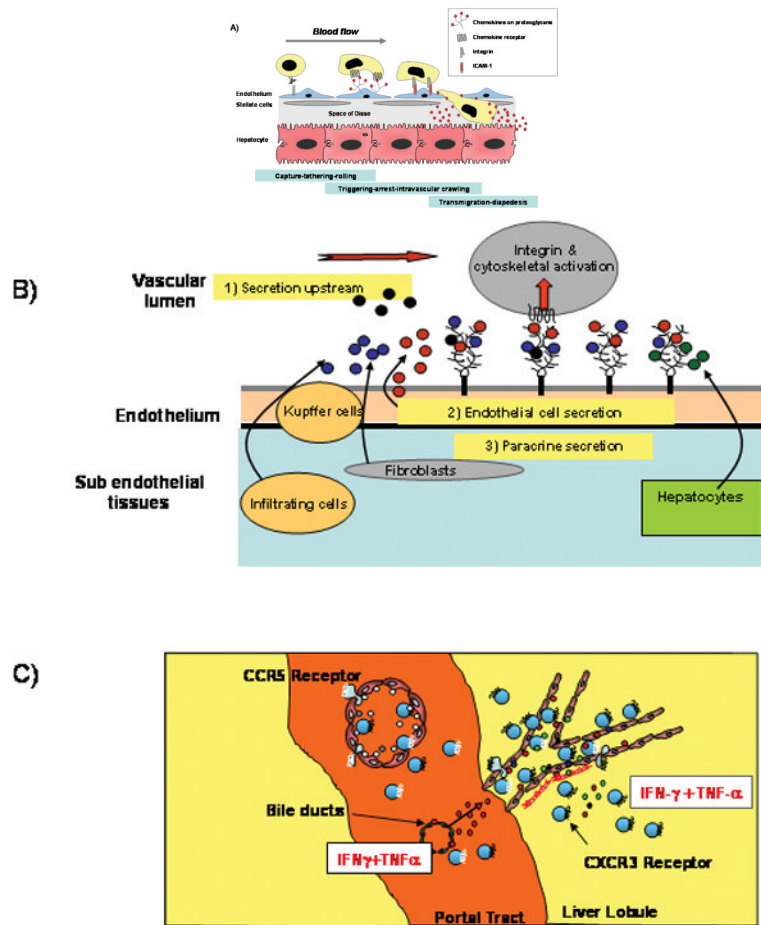 A)
Blood flow
Chemokines on proteoglycans
Chemokine receptor
Integrin
ICAM-1
Endothelium
Stellate cells
Space of Disse
Hepatocyte
Capture-tethering-rolling
Triggering-arrest-intravascular crawling
Transmigration-diapedesis
B)
Vascular
lumen
1) Secretion upstream
Integrin &
cytoskeletal activation
Endothelium
Kupffer cells
2) Endothelial cell secretion
3) Paracrine secretion
Sub endothelial
tissues
Fibroblasts
Infiltrating cells
Hepatocytes
C)
CCR5 Receptor
Bile ducts
IFNγ+TNFα
IFN-γ+TNF-α
CXCR3 Receptor
Portal Tract
Liver Lobule